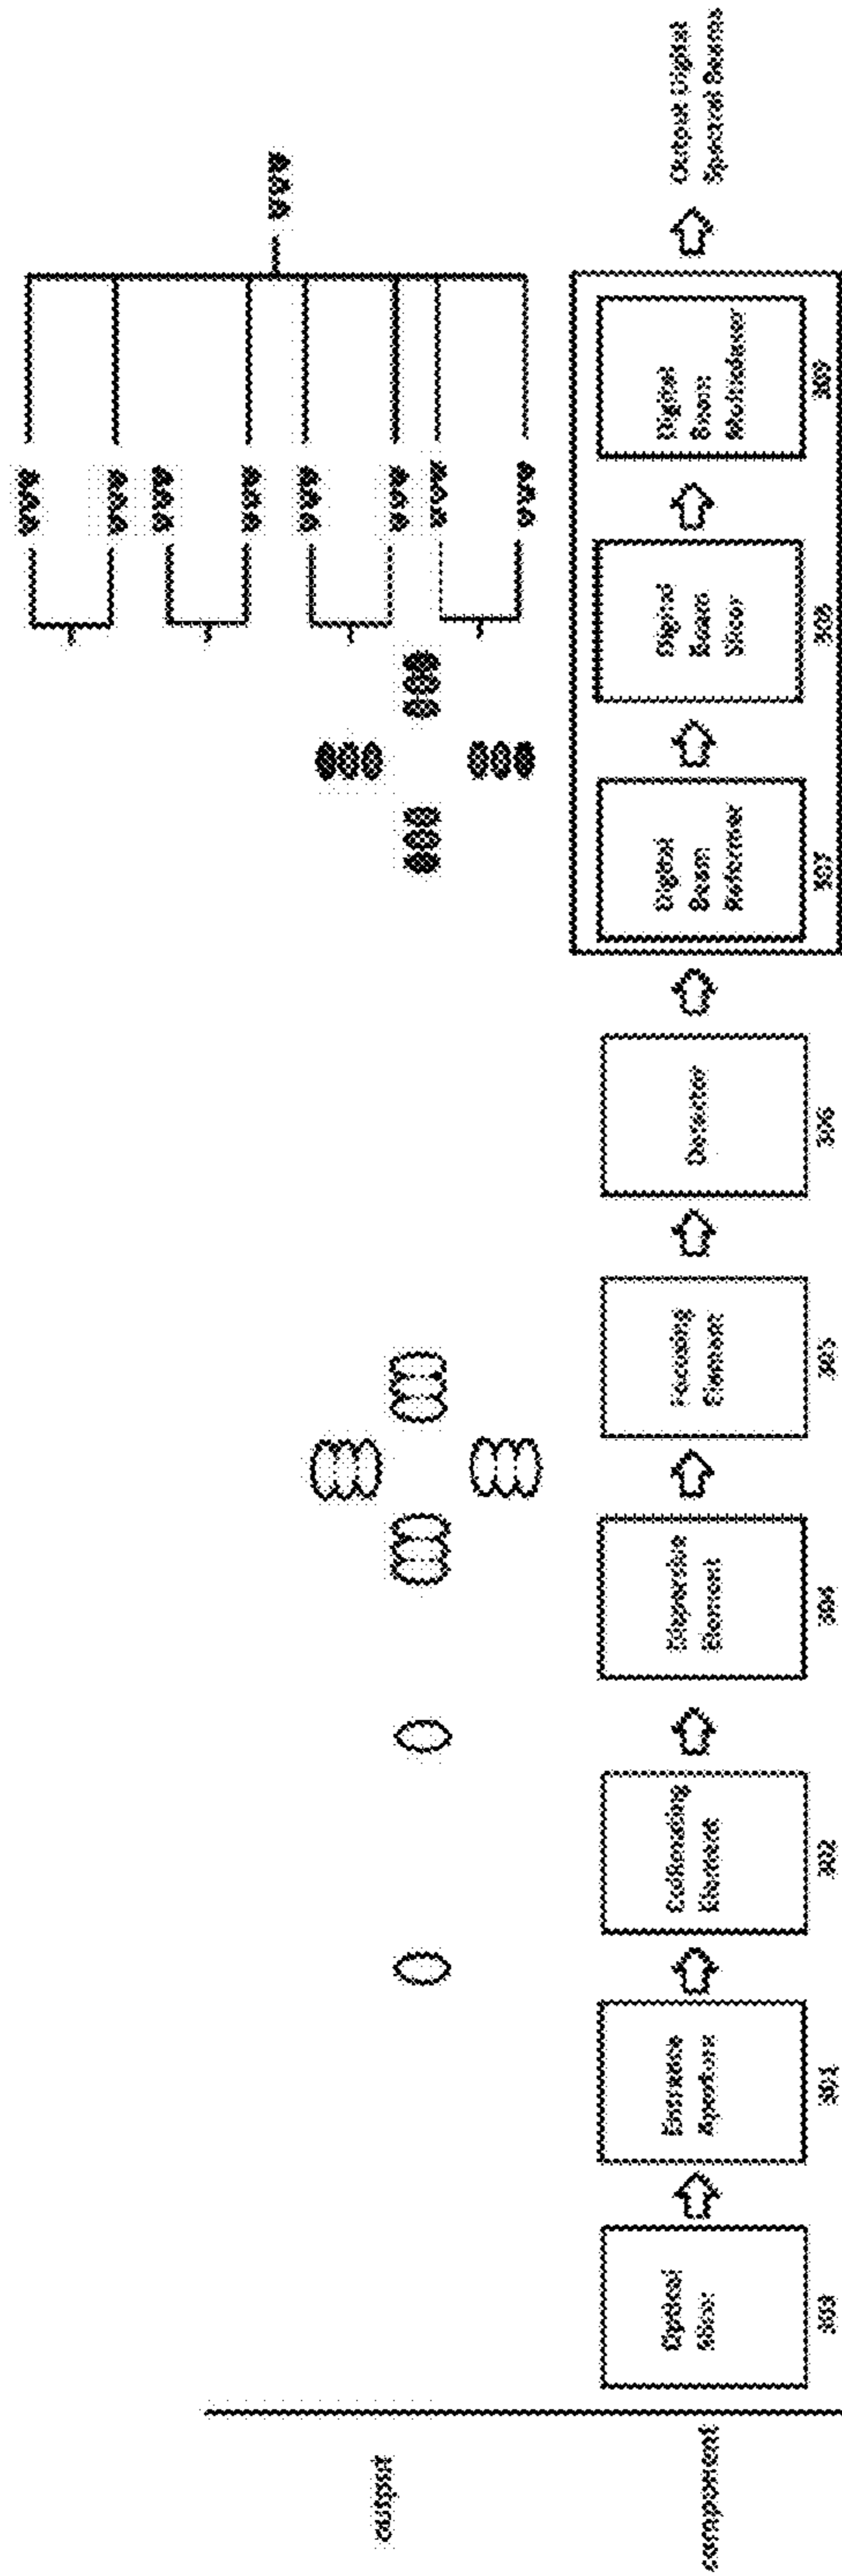 output
component
Optical
Slicer
303
Entrance
Aperture
301
Collimating
Element
302
Dispersive
Element
304
Focusing
Element
305
Detector
306
Digital
Beam
Reformer
307
Digital
Beam
Slicer
308
Digital
Beam
Multiplexer
309
Output Digital
Spectral Beams